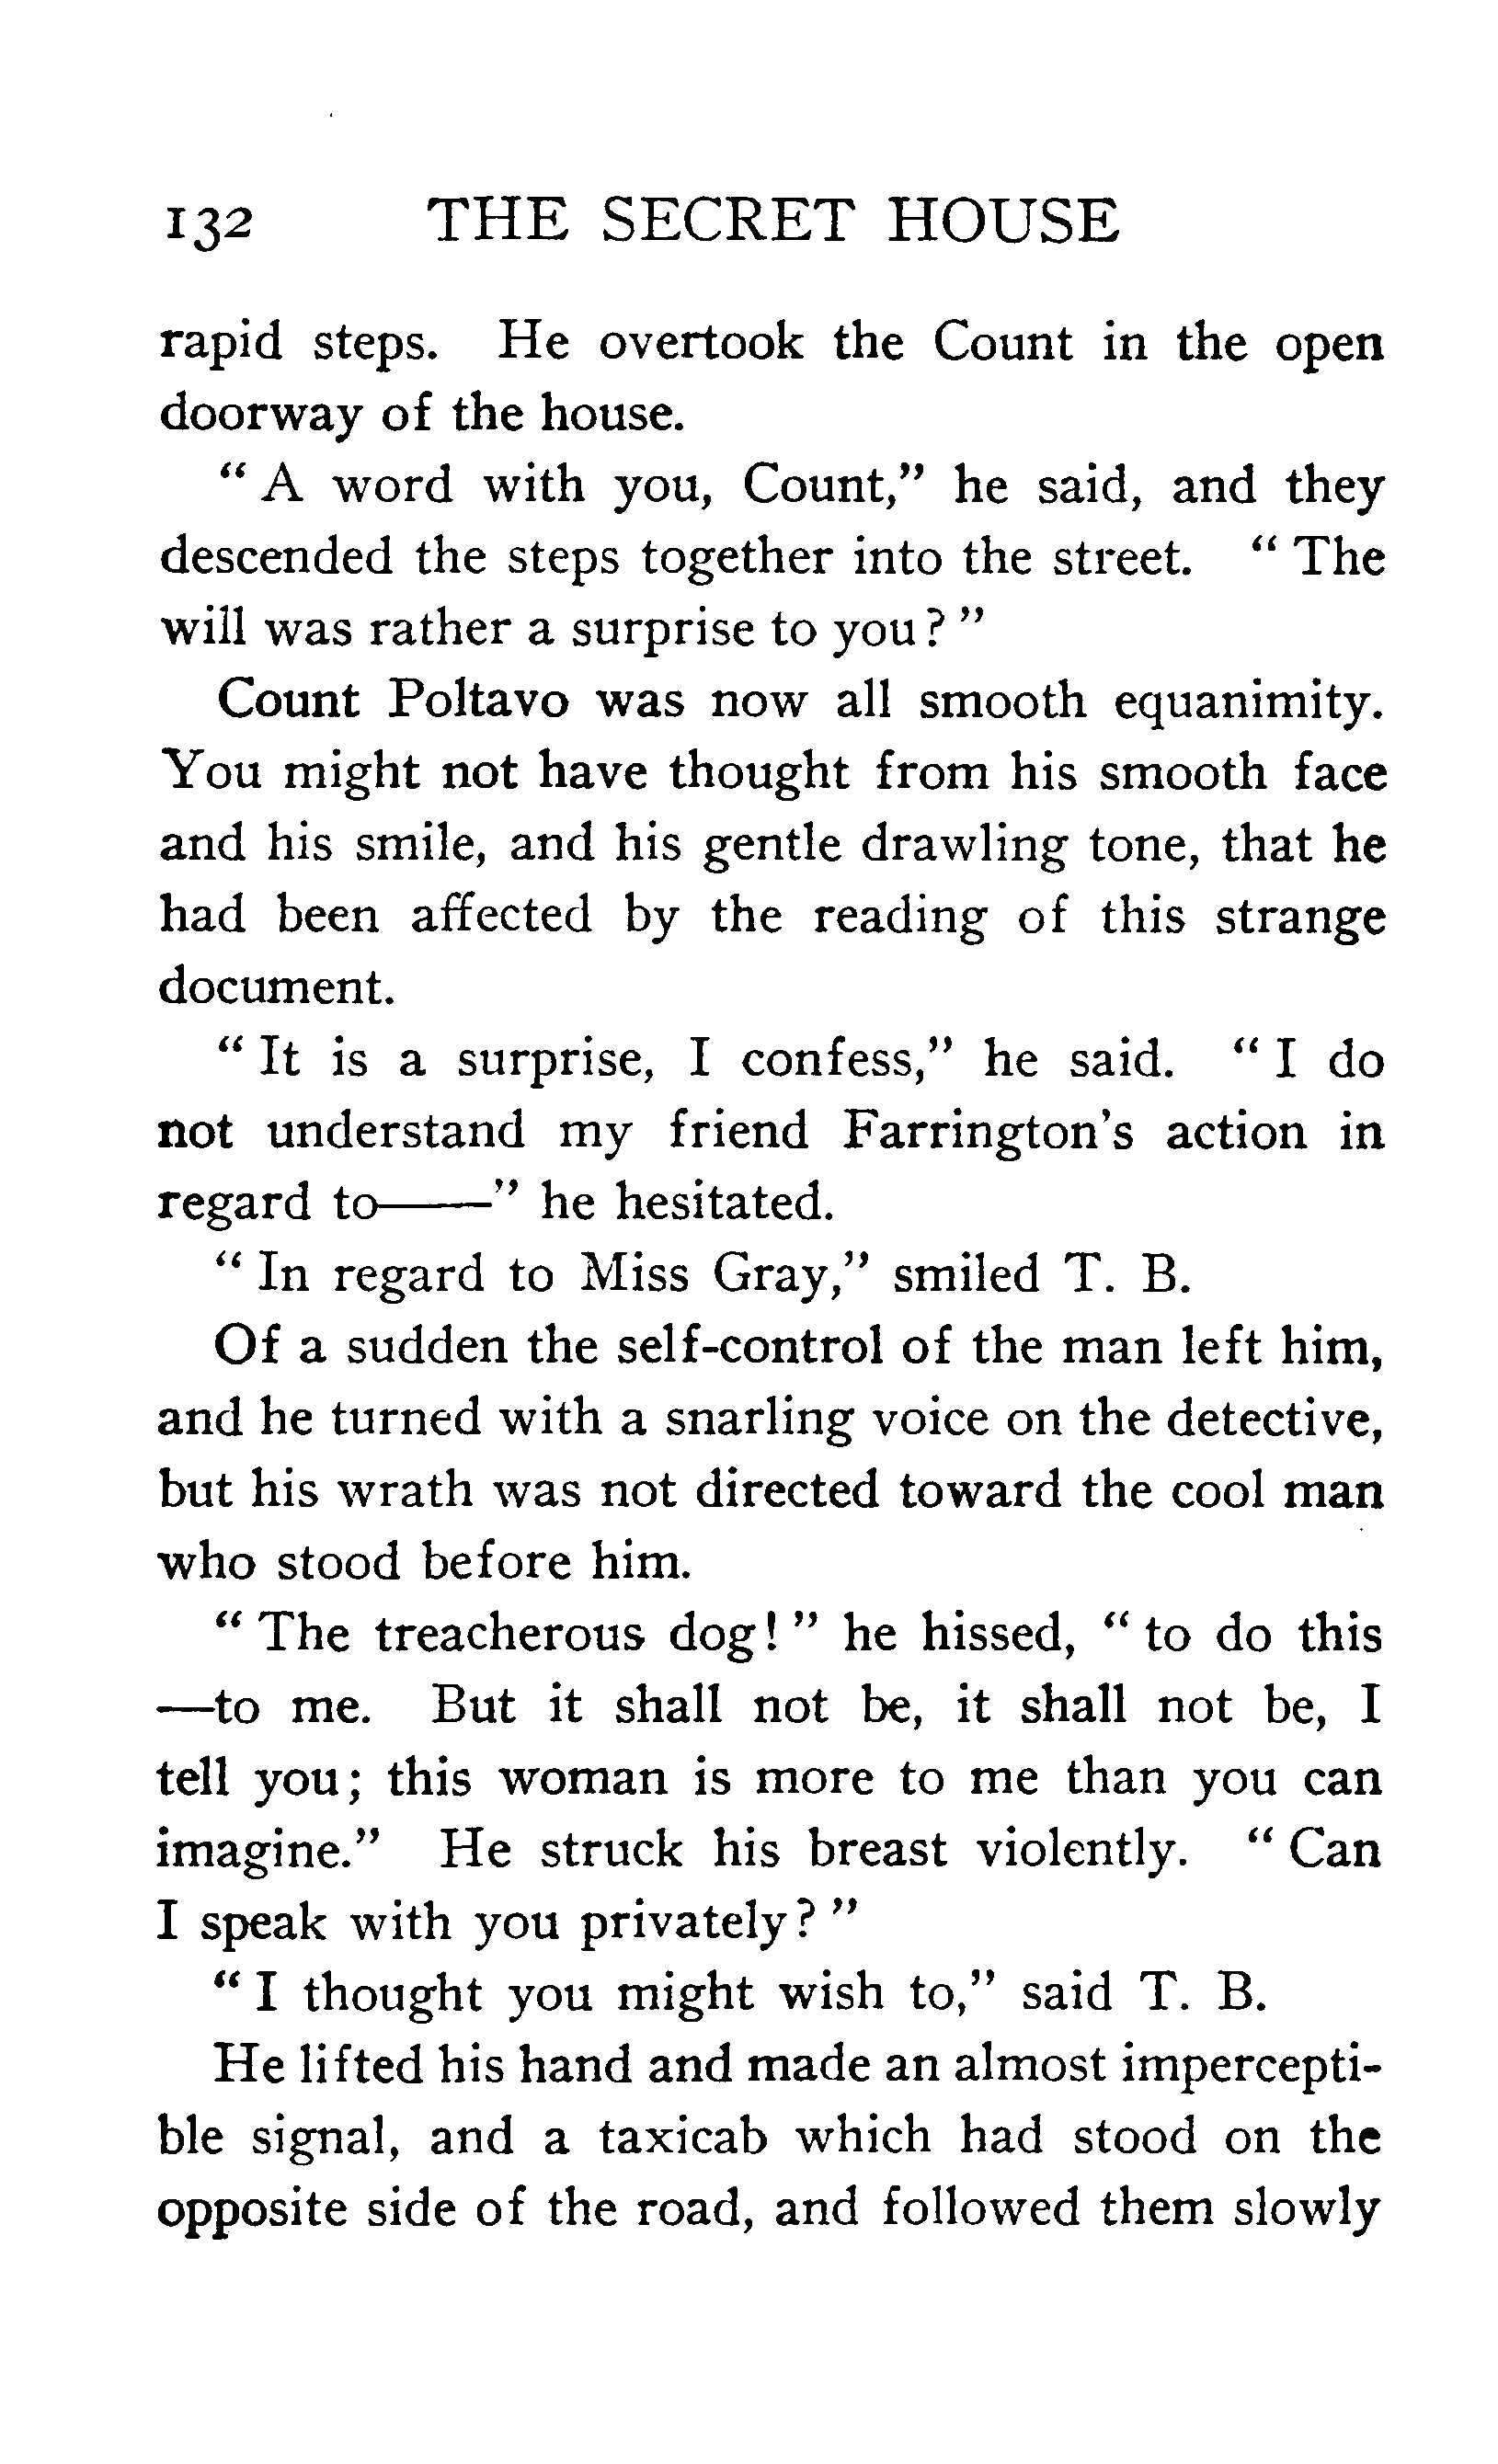 132 THE SECRET HOUSE
rapid steps. He overtook the Count in the open
doorway of the house.
" A word with you, Count," he said, and they
descended the steps together into the street. " The
will was rather a surprise to you? "
Count Poltavo was now all smooth equanimity.
You might not have thought from his smooth face
and his smile, and his gentle drawling tone, that he
had been affected by the reading of this strange
document.
" It is a surprise, I confess," he said. " I do
not understand my friend Farrington's action in
regard to——" he hesitated.
" In regard to Miss Gray," smiled T. B.
Of a sudden the self-control of the man left him,
and he turned with a snarling voice on the detective,
but his wrath was not directed toward the cool man
who stood before him.
" The treacherous dog! " he hissed, " to do this
—to me. But it shall not be, it shall not be, I
tell you; this woman is more to me than you can
imagine." He struck his breast violently. " Can
I speak with you privately? "
" I thought you might wish to," said T. B.
He lifted his hand and made an almost impercepti-
ble signal, and a taxicab which had stood on the
opposite side of the road, and followed them slowly